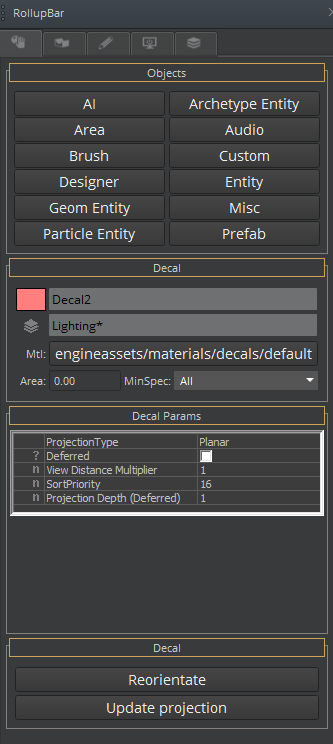 RollupBar
Objects
AI Archetype Entity
Area Audio
Brush Custom
Designer Entity
Geom Entity Misc
Particle Entity Prefab
Decal
Decal2
Lighting*
Mtl: engineassets/materials/decals/default
Area: 0.00 MinSpec: All
Decal Params
ProjectionType Planar
? Deferred
n View Distance Multiplier 1
n SortPriority 16
n Projection Depth (Deferred) 1
Decal
Reorientate
Update projection